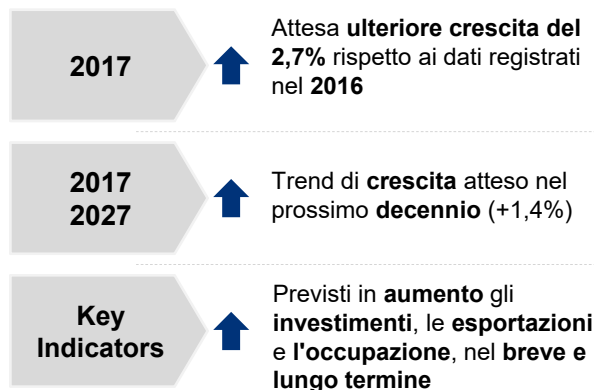 2017
Attesa ulteriore crescita del
2,7% rispetto ai dati registrati
nel 2016
2017
2027
Trend di crescita atteso nel
prossimo decennio (+1,4%)
Key
Indicators
Previsti in aumento gli
investimenti, le esportazioni
e l'occupazione, nel breve e
lungo termine